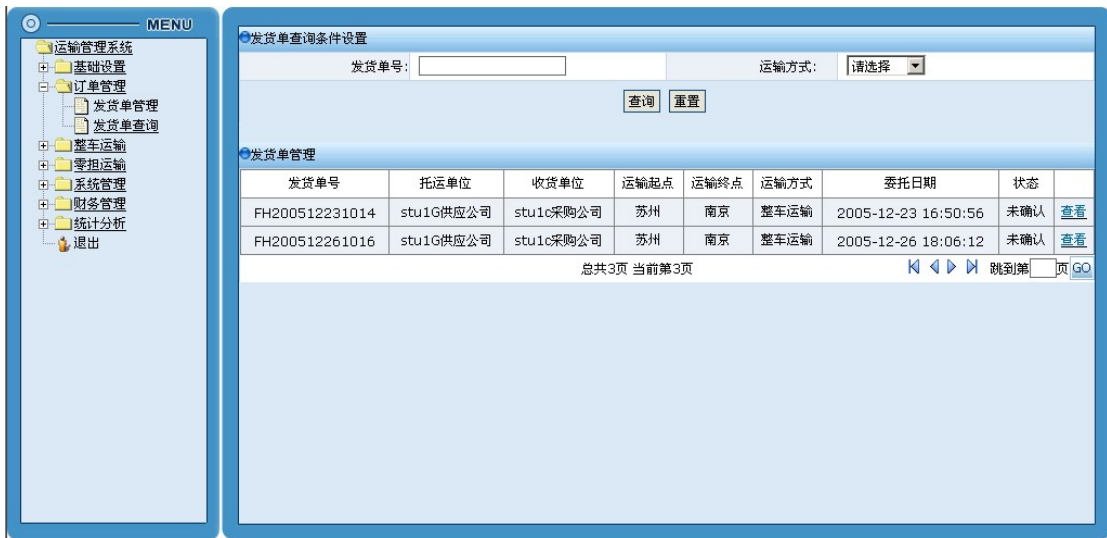 MENU
运输管理系统
基础设置
订单管理
发货单管理
发货单查询
整车运输
零担运输
系统管理
财务管理
统计分析
退出
发货单查询条件设置
发货单号: 运输方式: 请选择
查询 重置
发货单管理
发货单号 托运单位 收货单位 运输起点 运输终点 运输方式 委托日期 状态
FH200512231014 stu1G供应公司 stu1c采购公司 苏州 南京 整车运输 2005-12-23 16:50:56 未确认 查看
FH200512261016 stu1G供应公司 stu1c采购公司 苏州 南京 整车运输 2005-12-26 18:06:12 未确认 查看
总共3页 当前第3页 跳到第 页 GO